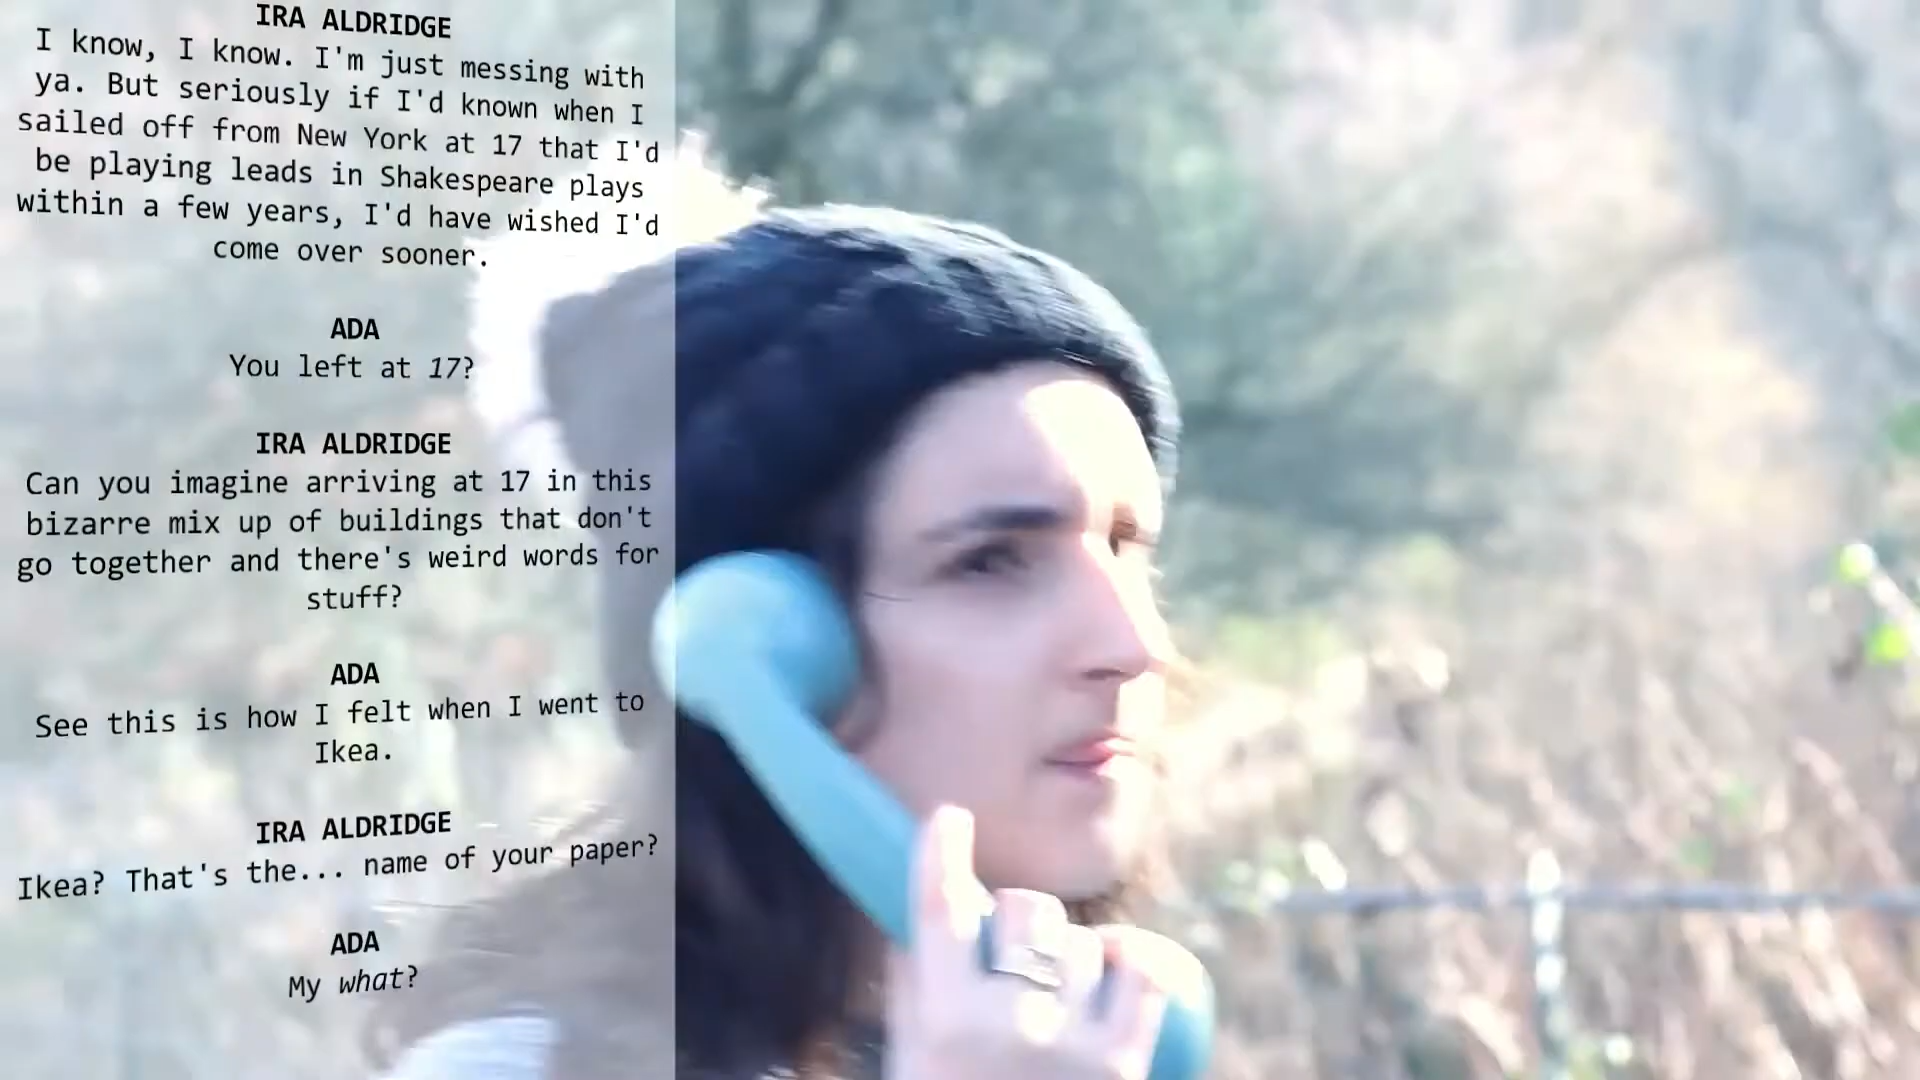 IRA ALDRIDGE
I know, I know. I'm just messing with
ya. But seriously if I'd known when I
sailed off from New York at 17 that I'd
be playing leads in Shakespeare plays
within a few years, I'd have wished I'd
come over sooner.
ADA
You left at 17?
IRA ALDRIDGE
Can you imagine arriving at 17 in this
bizarre mix up of buildings that don't
go together and there's weird words for
stuff?
ADA
See this is how I felt when I went to
Ikea.
IRA ALDRIDGE
Ikea? That's the... name of your paper?
ADA
My what?